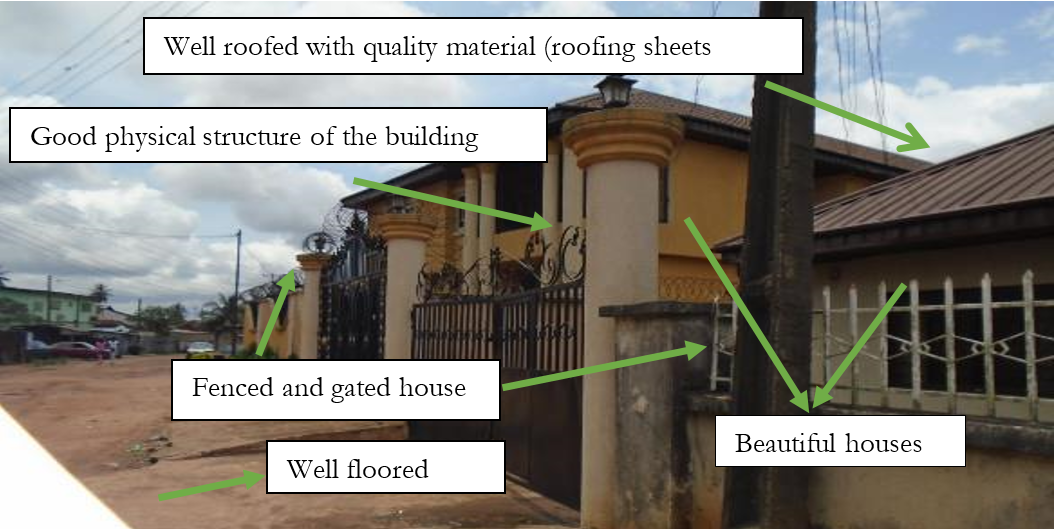 Well roofed with quality material (roofing sheets
Good physical structure of the building
Fenced and gated house
Beautiful houses
Well floored